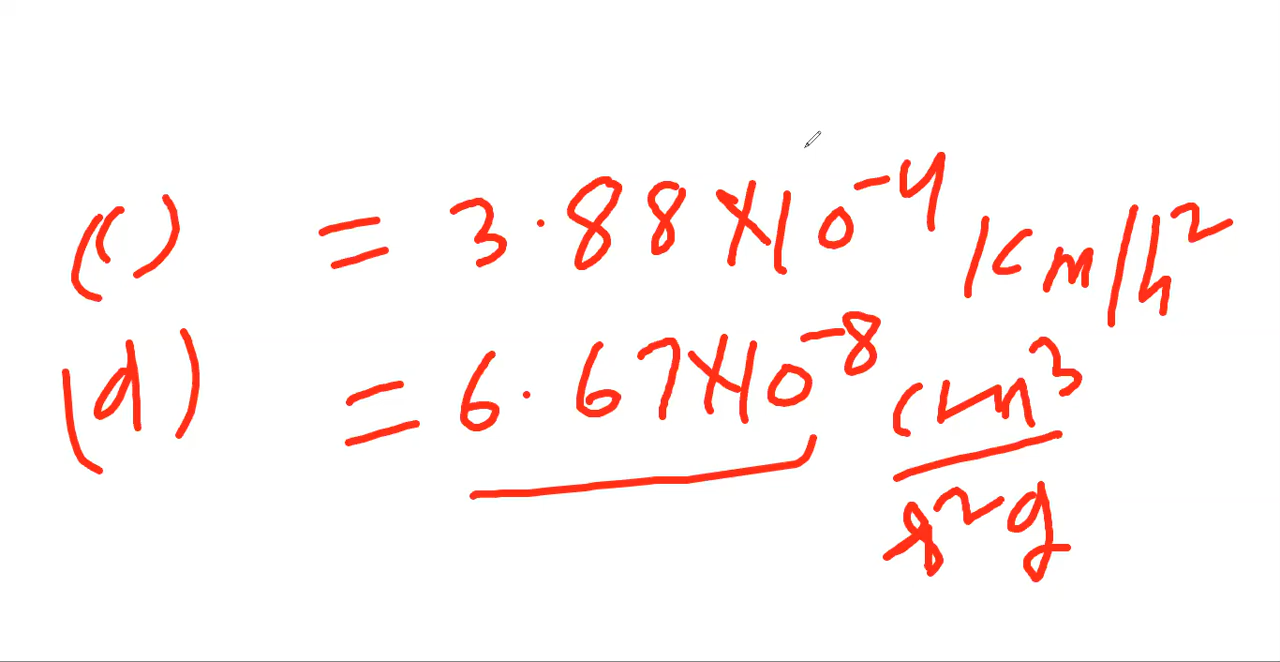 (c) = 3.88 × 10⁻⁴ km/h²
(d) = 6.67 × 10⁻⁸ cm³/s²g